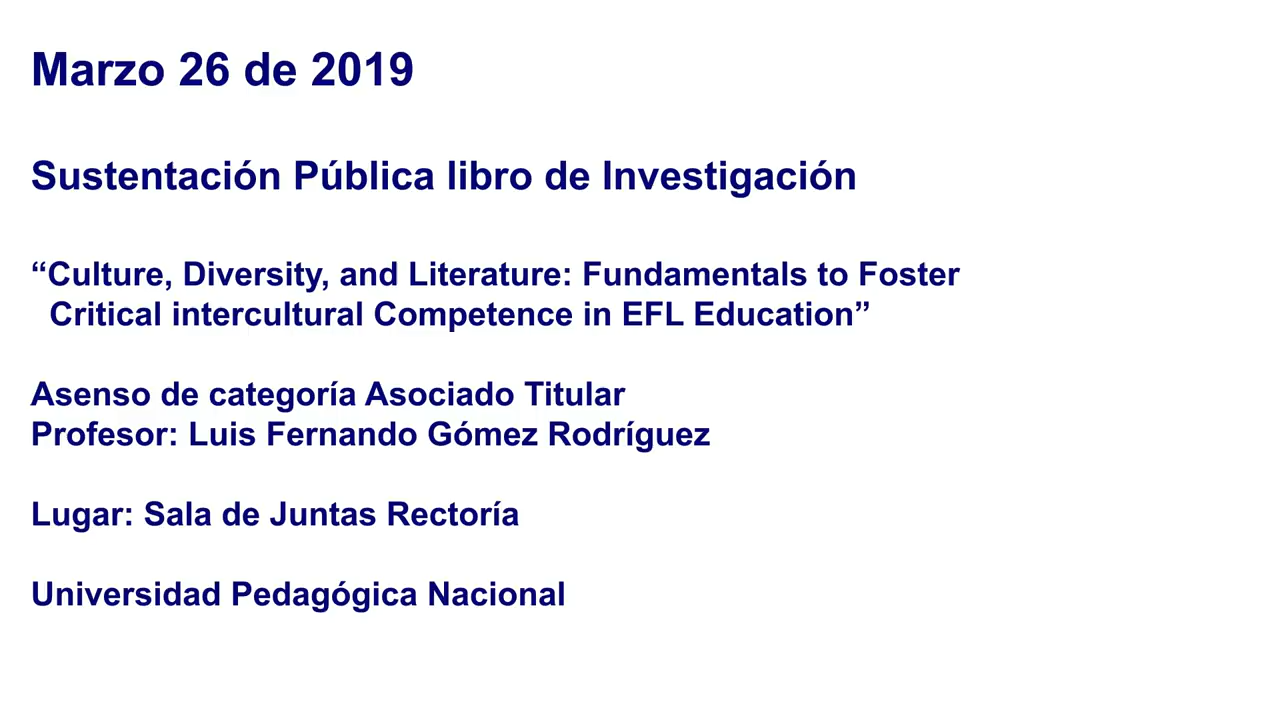 Marzo 26 de 2019
Sustentación Pública libro de Investigación
“Culture, Diversity, and Literature: Fundamentals to Foster
Critical intercultural Competence in EFL Education”
Asenso de categoría Asociado Titular
Profesor: Luis Fernando Gómez Rodríguez
Lugar: Sala de Juntas Rectoría
Universidad Pedagógica Nacional